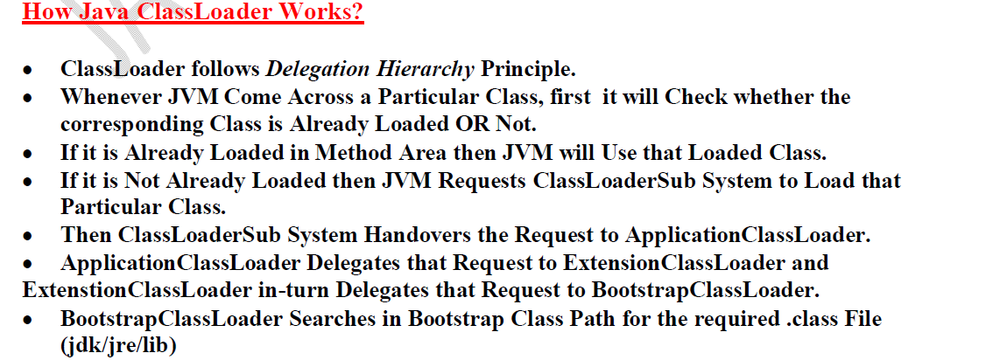 How Java ClassLoader Works?
• ClassLoader follows Delegation Hierarchy Principle.
• Whenever JVM Come Across a Particular Class, first it will Check whether the
corresponding Class is Already Loaded OR Not.
• If it is Already Loaded in Method Area then JVM will Use that Loaded Class.
• If it is Not Already Loaded then JVM Requests ClassLoaderSub System to Load that
Particular Class.
• Then ClassLoaderSub System Handovers the Request to ApplicationClassLoader.
• ApplicationClassLoader Delegates that Request to ExtensionClassLoader and
ExtenstionClassLoader in-turn Delegates that Request to BootstrapClassLoader.
• BootstrapClassLoader Searches in Bootstrap Class Path for the required .class File
(jdk/jre/lib)